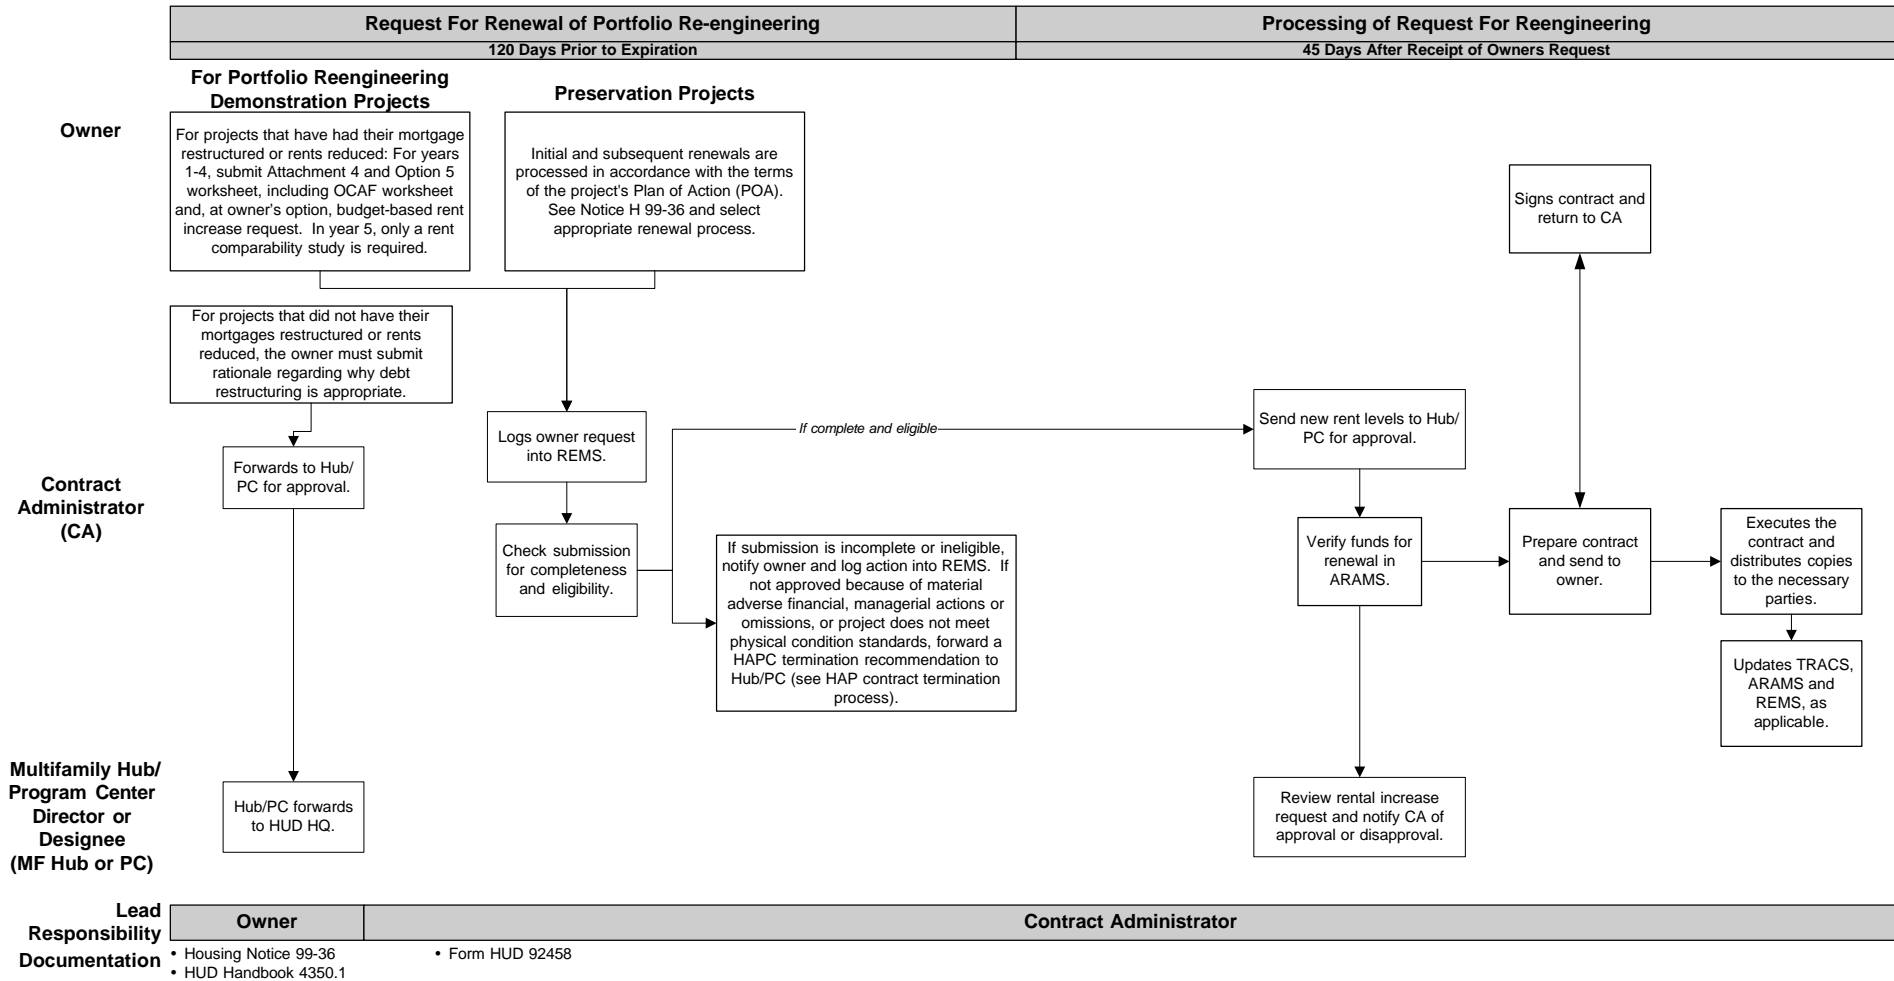 Request For Renewal of Portfolio Re-engineering
Processing of Request For Reengineering
120 Days Prior to Expiration
45 Days After Receipt of Owners Request
For Portfolio Reengineering
Demonstration Projects
Preservation Projects
Owner
For projects that have had their mortgage
restructured or rents reduced: For years
1-4, submit Attachment 4 and Option 5
worksheet, including OCAF worksheet
and, at owner’s option, budget-based rent
increase request. In year 5, only a rent
comparability study is required.
Initial and subsequent renewals are
processed in accordance with the terms
of the project's Plan of Action (POA).
See Notice H 99-36 and select
appropriate renewal process.
Signs contract and
return to CA
For projects that did not have their
mortgages restructured or rents
reduced, the owner must submit
rationale regarding why debt
restructuring is appropriate.
Contract
Administrator
(CA)
Forwards to Hub/
PC for approval.
Logs owner request
into REMS.
Check submission
for completeness
and eligibility.
If complete and eligible
If submission is incomplete or ineligible,
notify owner and log action into REMS. If
not approved because of material
adverse financial, managerial actions or
omissions, or project does not meet
physical condition standards, forward a
HAPC termination recommendation to
Hub/PC (see HAP contract termination
process).
Send new rent levels to Hub/
PC for approval.
Verify funds for
renewal in
ARAMS.
Prepare contract
and send to
owner.
Executes the
contract and
distributes copies
to the necessary
parties.
Updates TRACS,
ARAMS and
REMS, as
applicable.
Multifamily Hub/
Program Center
Director or
Designee
(MF Hub or PC)
Hub/PC forwards
to HUD HQ.
Review rental increase
request and notify CA of
approval or disapproval.
Lead
Responsibility
Owner
Contract Administrator
Documentation
• Housing Notice 99-36
• HUD Handbook 4350.1
• Form HUD 92458